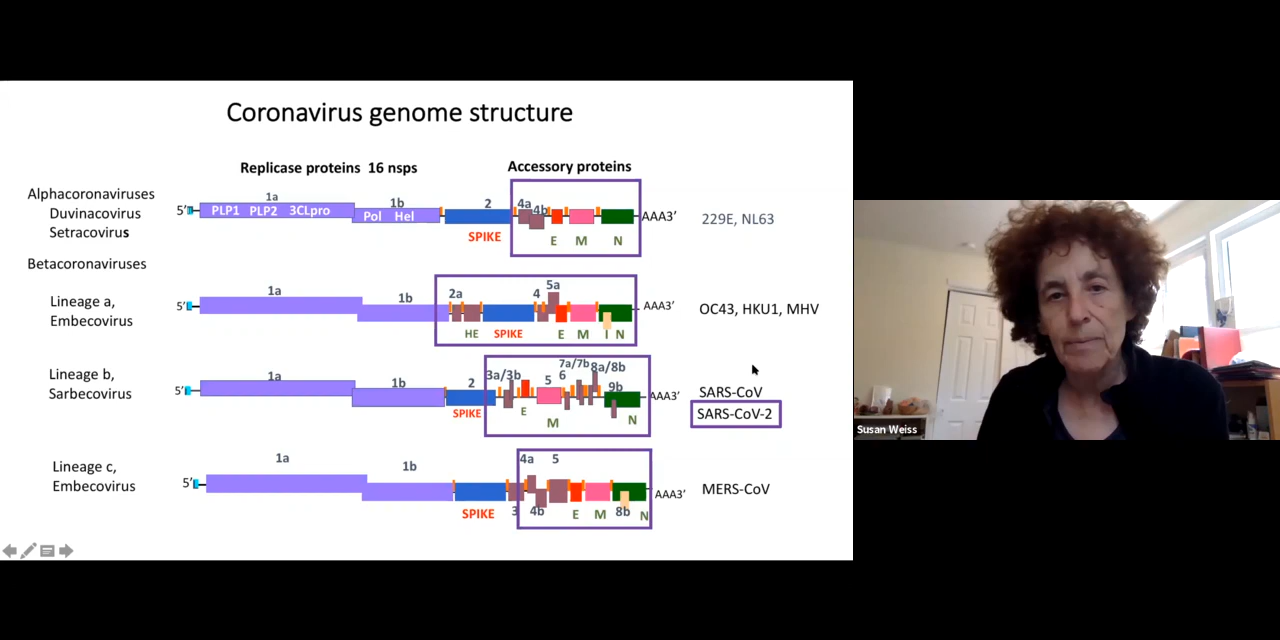 Coronavirus genome structure
Replicase proteins 16 nsps
Accessory proteins
Alphacoronaviruses
Duvinacovirus
Setracovirus
5’
1a
PLP1 PLP2 3CLpro
1b
Pol Hel
2
SPIKE
4a
4b
E M N
AAA3’
229E, NL63
Betacoronaviruses
Lineage a,
Embecovirus
5’
1a
1b
2a
HE
SPIKE
4
5a
E M I N
AAA3’
OC43, HKU1, MHV
Lineage b,
Sarbecovirus
5’
1a
1b
2
SPIKE
3a/3b
E
5
M
6
7a/7b
8a/8b
9b
N
AAA3’
SARS-CoV
SARS-CoV-2
Lineage c,
Embecovirus
5’
1a
1b
SPIKE
3
4a
4b
5
E M
8b
N
AAA3’
MERS-CoV
Susan Weiss